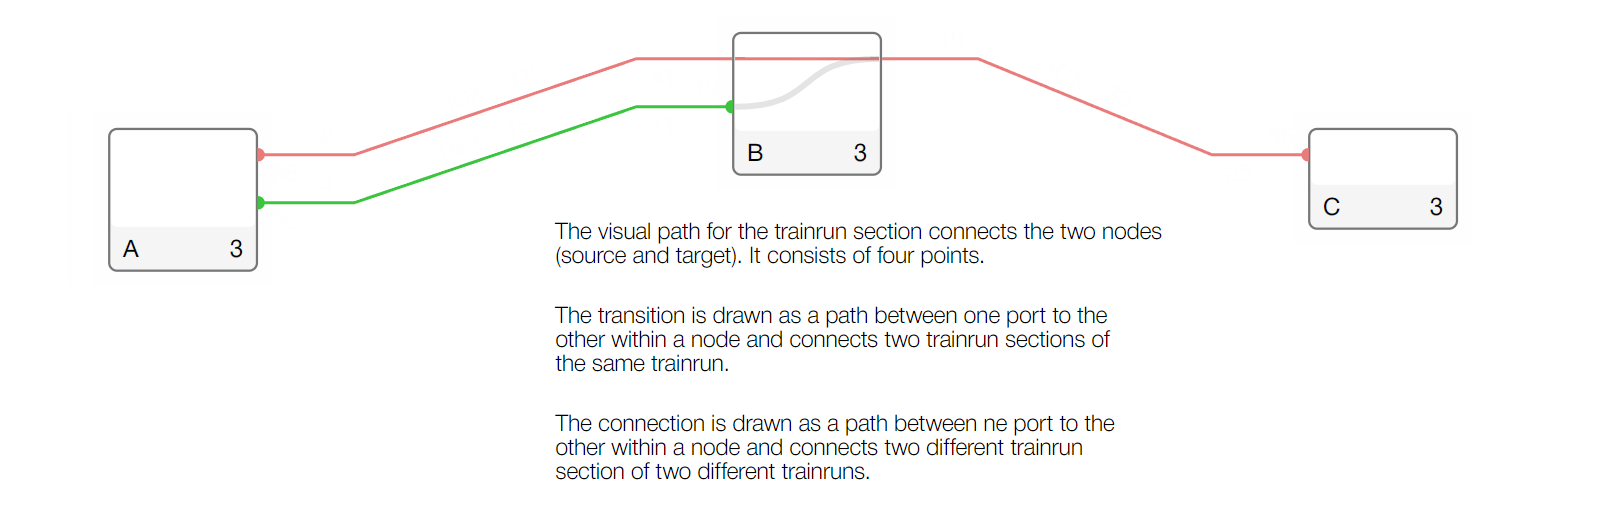 B 3
A 3
C 3
The visual path for the trainrun section connects the two nodes
(source and target). It consists of four points.
The transition is drawn as a path between one port to the
other within a node and connects two trainrun sections of
the same trainrun.
The connection is drawn as a path between ne port to the
other within a node and connects two different trainrun
section of two different trainruns.